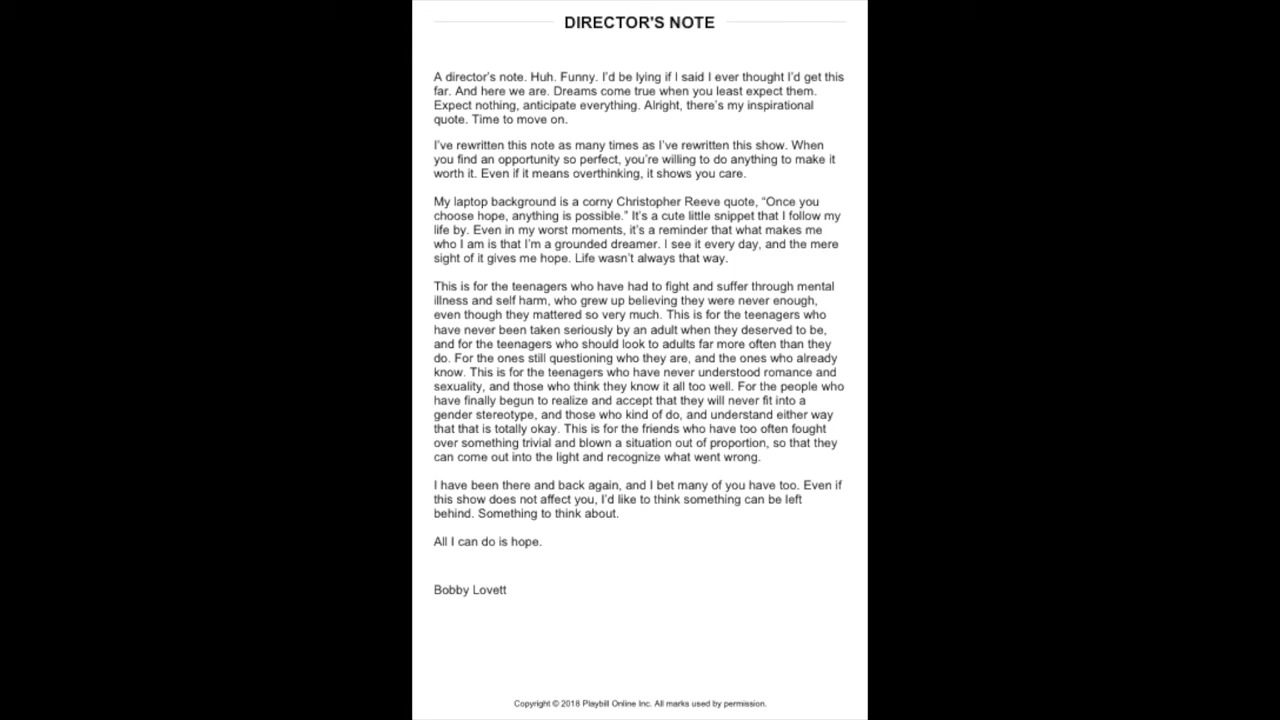 DIRECTOR'S NOTE
A director's note. Huh. Funny. I'd be lying if I said I ever thought I'd get this
far. And here we are. Dreams come true when you least expect them.
Expect nothing, anticipate everything. Alright, there's my inspirational
quote. Time to move on.
I've rewritten this note as many times as I've rewritten this show. When
you find an opportunity so perfect, you're willing to do anything to make it
worth it. Even if it means overthinking, it shows you care.
My laptop background is a corny Christopher Reeve quote, “Once you
choose hope, anything is possible.” It's a cute little snippet that I follow my
life by. Even in my worst moments, it's a reminder that what makes me
who I am is that I'm a grounded dreamer. I see it every day, and the mere
sight of it gives me hope. Life wasn't always that way.
This is for the teenagers who have had to fight and suffer through mental
illness and self harm, who grew up believing they were never enough,
even though they mattered so very much. This is for the teenagers who
have never been taken seriously by an adult when they deserved to be,
and for the teenagers who should look to adults far more often than they
do. For the ones still questioning who they are, and the ones who already
know. This is for the teenagers who have never understood romance and
sexuality, and those who think they know it all too well. For the people who
have finally begun to realize and accept that they will never fit into a
gender stereotype, and those who kind of do, and understand either way
that that is totally okay. This is for the friends who have too often fought
over something trivial and blown a situation out of proportion, so that they
can come out into the light and recognize what went wrong.
I have been there and back again, and I bet many of you have too. Even if
this show does not affect you, I'd like to think something can be left
behind. Something to think about.
All I can do is hope.
Bobby Lovett
Copyright © 2018 Playbill Online Inc. All marks used by permission.